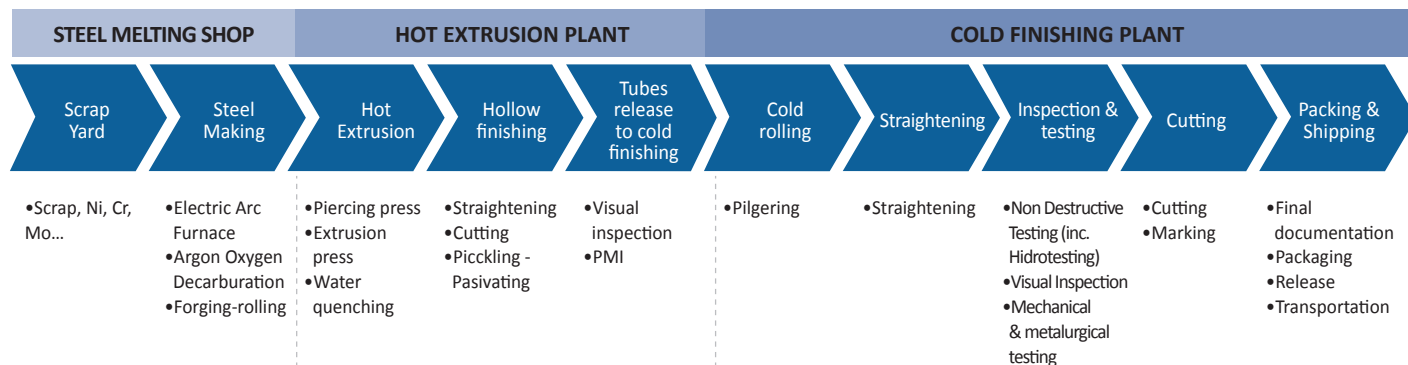 STEEL MELTING SHOP
HOT EXTRUSION PLANT
COLD FINISHING PLANT
Scrap
Yard
Steel
Making
Hot
Extrusion
Hollow
finishing
Tubes
release
to cold
finishing
Cold
rolling
Straightening
Inspection &
testing
Cutting
Packing &
Shipping
•Scrap, Ni, Cr,
Mo...
•Electric Arc
Furnace
•Argon Oxygen
Decarburation
•Forging-rolling
•Piercing press
•Extrusion
press
•Water
quenching
•Straightening
•Cutting
•Picckling -
Pasivating
•Visual
inspection
•PMI
•Pilgering
•Straightening
•Non Destructive
Testing (inc.
Hidrotesting)
•Visual Inspection
•Mechanical
& metalurgical
testing
•Cutting
•Marking
•Final
documentation
•Packaging
•Release
•Transportation